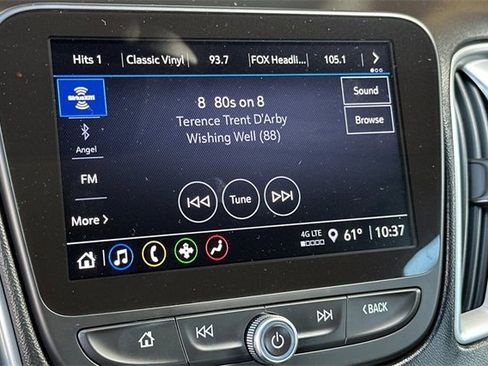 Hits 1 Classic Vinyl 93.7 FOX Headli... 105.1
SiriusXM
8 80s on 8
Sound
Terence Trent D'Arby
Browse
Wishing Well (88)
Angel
FM
Tune
More
4G LTE 61° 10:37
BACK